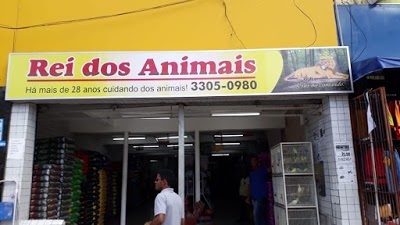 Rei dos Animais
Há mais de 28 anos cuidando dos animais! 3305-0980